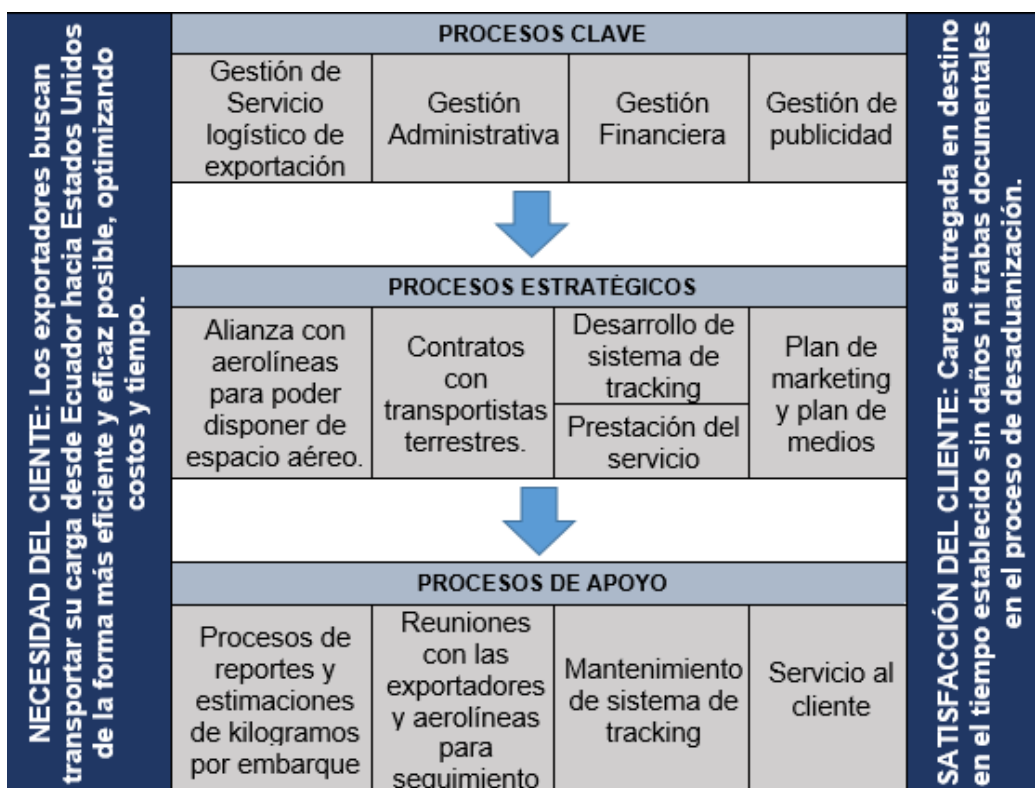 NECESIDAD DEL CIENTE: Los exportadores buscan
transportar su carga desde Ecuador hacia Estados Unidos
de la forma más eficiente y eficaz posible, optimizando
costos y tiempo.
PROCESOS CLAVE
Gestión de
Servicio
logístico de
exportación
Gestión
Administrativa
Gestión
Financiera
Gestión de
publicidad
PROCESOS ESTRATÉGICOS
Alianza con
aerolíneas
para poder
disponer de
espacio aéreo.
Contratos
con
transportistas
terrestres.
Desarrollo de
sistema de
tracking
Prestación del
servicio
Plan de
marketing
y plan de
medios
PROCESOS DE APOYO
Procesos de
reportes y
estimaciones
de kilogramos
por embarque
Reuniones
con las
exportadores
y aerolíneas
para
seguimiento
Mantenimiento
de sistema de
tracking
Servicio al
cliente
SATISFACCIÓN DEL CLIENTE: Carga entregada en destino
en el tiempo establecido sin daños ni trabas documentales
en el proceso de desaduanización.